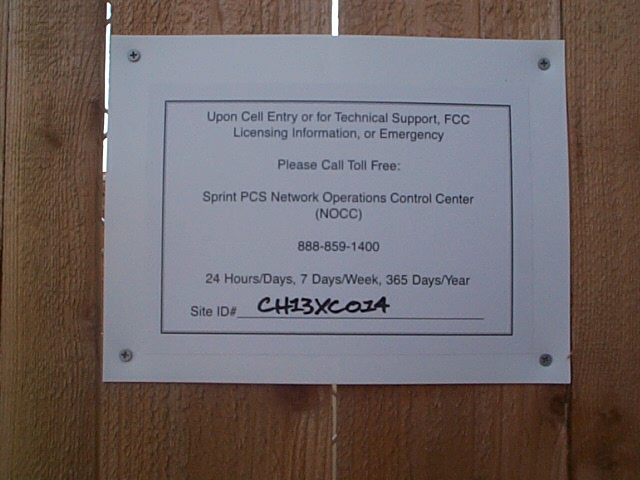 Upon Cell Entry or for Technical Support, FCC
Licensing Information, or Emergency
Please Call Toll Free:
Sprint PCS Network Operations Control Center
(NOCC)
888-859-1400
24 Hours/Days, 7 Days/Week, 365 Days/Year
Site ID# CH13XC014